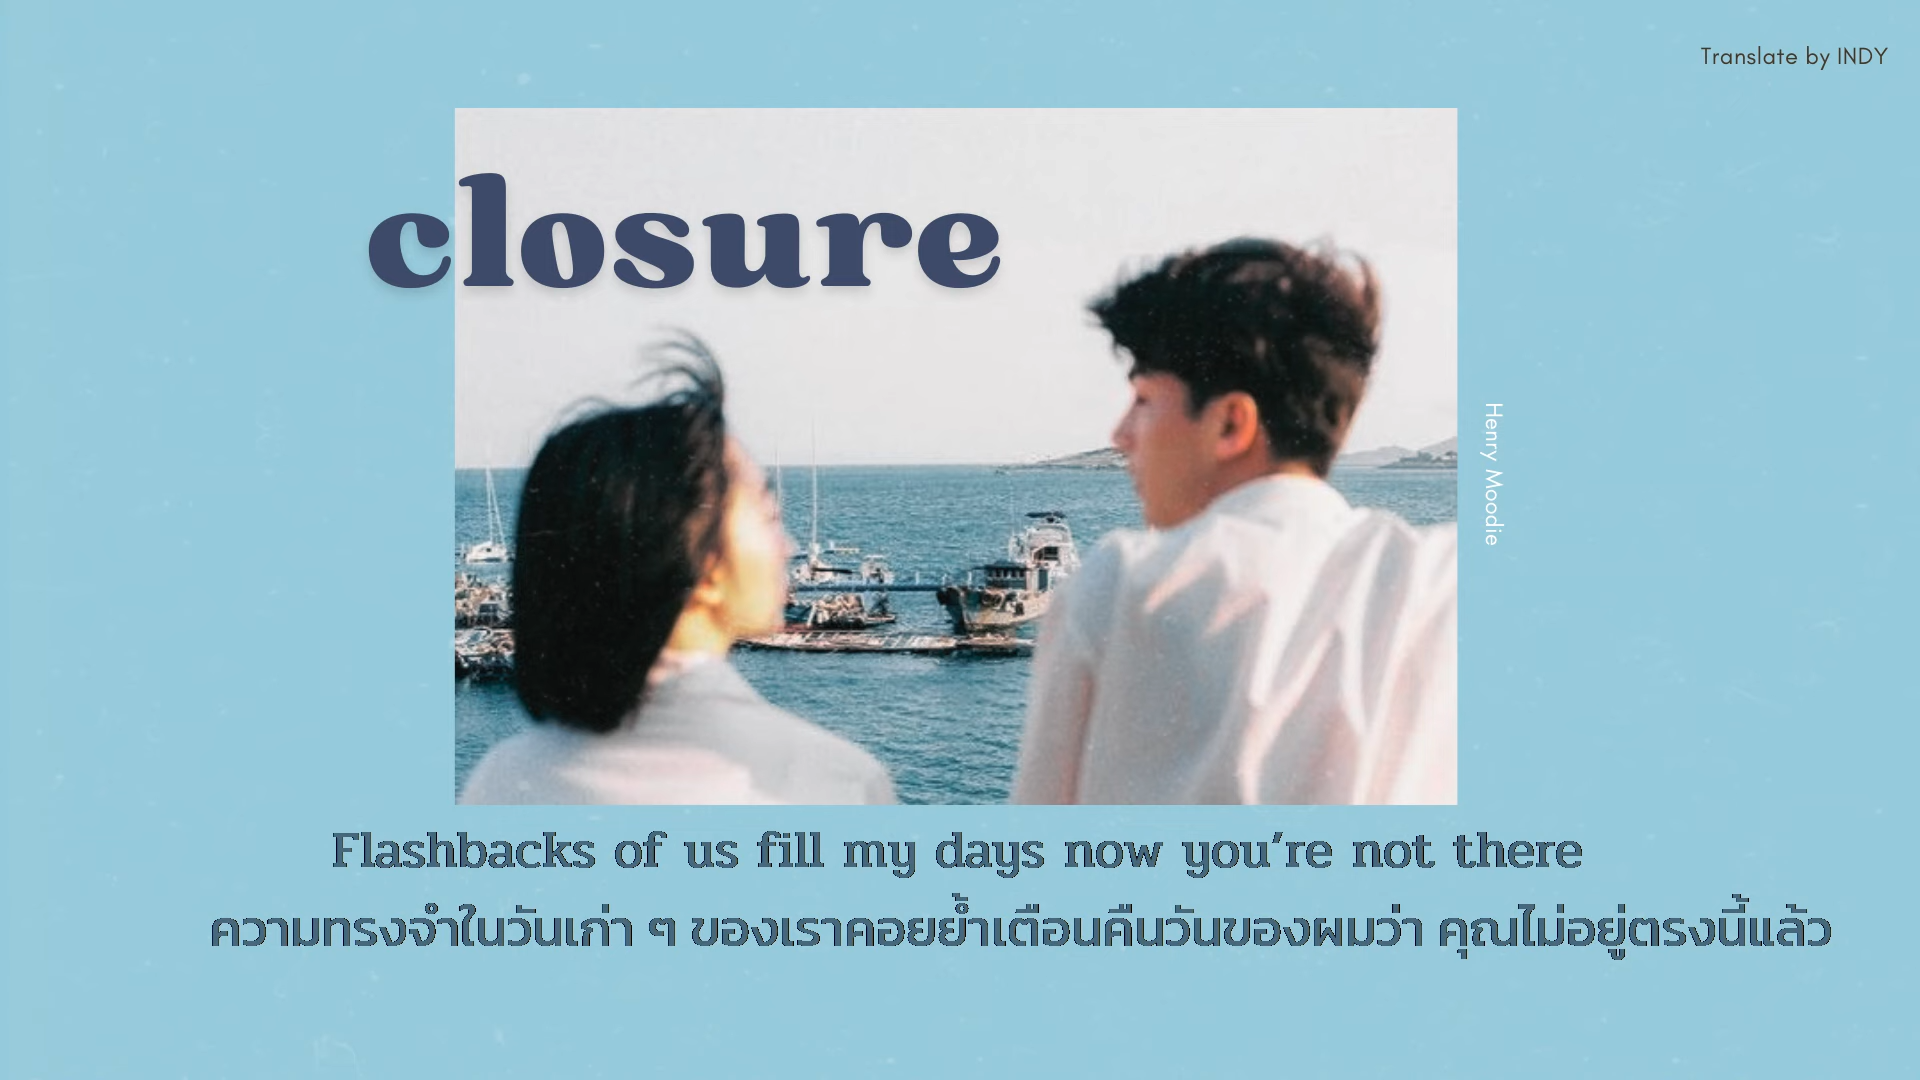 Translate by INDY
closure
Henry Moodie
Flashbacks of us fill my days now you’re not there
ความทรงจำในวันเก่า ๆ ของเราคอยย้ำเตือนคืนวันของผมว่า คุณไม่อยู่ตรงนี้แล้ว